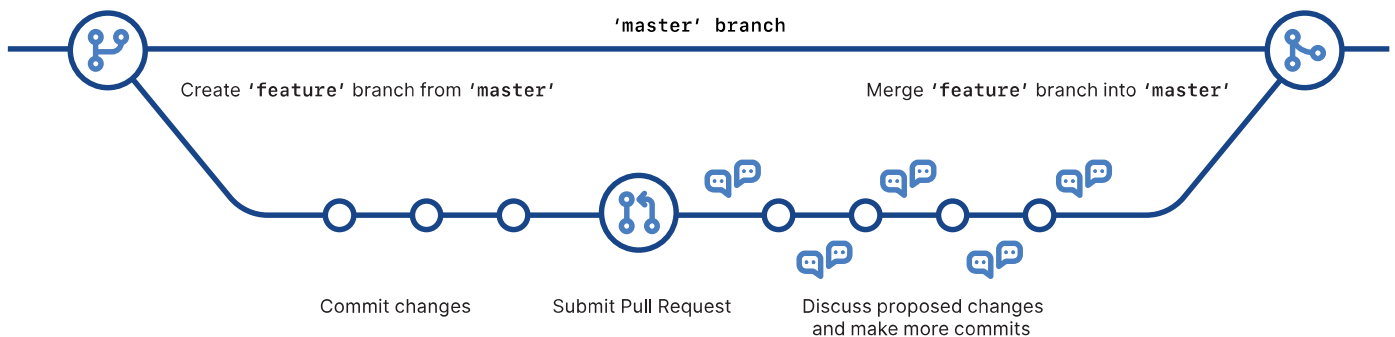 ‘master’ branch
Create ‘feature’ branch from ‘master’
Merge ‘feature’ branch into ‘master’
Commit changes
Submit Pull Request
Discuss proposed changes
and make more commits